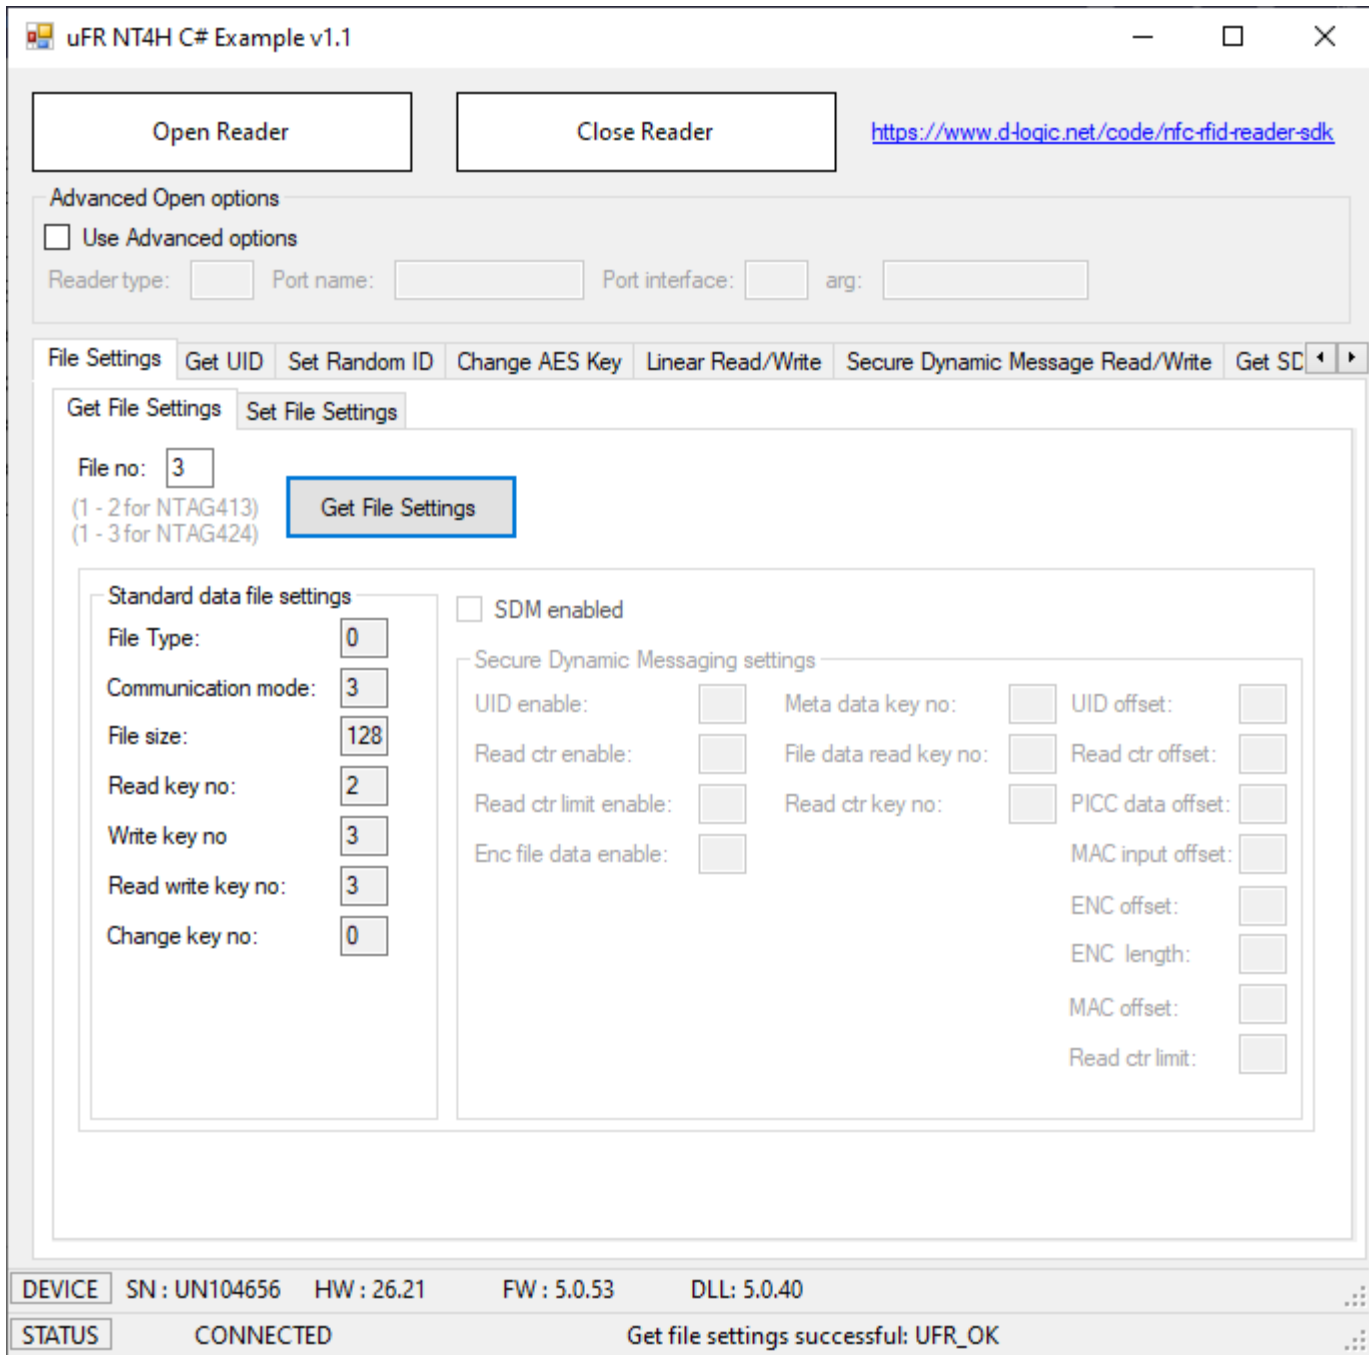 uFR NT4H C# Example v1.1
Open Reader Close Reader https://www.d-logic.net/code/nfc-rfid-reader-sdk
Advanced Open options
Use Advanced options
Reader type: Port name: Port interface: arg:
File Settings Get UID Set Random ID Change AES Key Linear Read/Write Secure Dynamic Message Read/Write Get SD
Get File Settings Set File Settings
File no: 3
(1 - 2 for NTAG413)
(1 - 3 for NTAG424)
Get File Settings
Standard data file settings
File Type: 0
Communication mode: 3
File size: 128
Read key no: 2
Write key no 3
Read write key no: 3
Change key no: 0
SDM enabled
Secure Dynamic Messaging settings
UID enable: Meta data key no: UID offset:
Read ctr enable: File data read key no: Read ctr offset:
Read ctr limit enable: Read ctr key no: PICC data offset:
Enc file data enable: MAC input offset:
ENC offset:
ENC length:
MAC offset:
Read ctr limit:
DEVICE SN : UN104656 HW : 26.21 FW : 5.0.53 DLL: 5.0.40
STATUS CONNECTED Get file settings successful: UFR_OK